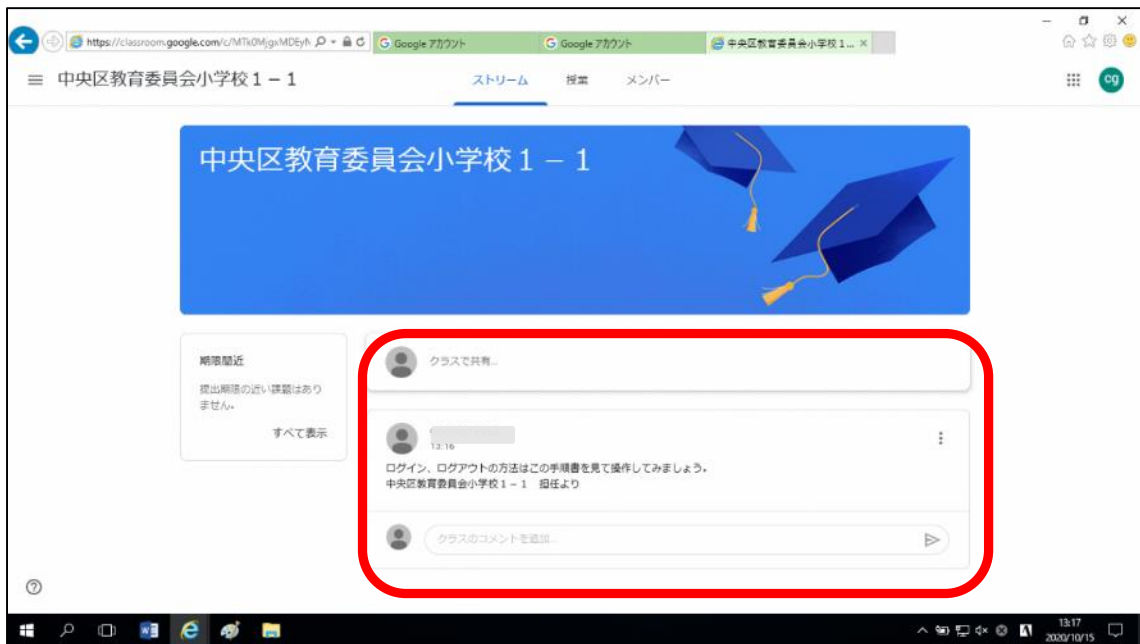 https://classroom.google.com/c/MTk0MjgxMDEyN
Google アカウント
Google アカウント
中央区教育委員会小学校１...
中央区教育委員会小学校１－１
ストリーム
授業
メンバー
cg
中央区教育委員会小学校１－１
期限間近
提出期限の近い課題はあり
ません。
すべて表示
クラスで共有...
13:16
ログイン、ログアウトの方法はこの手順書を見て操作してみましょう。
中央区教育委員会小学校１－１　担任より
クラスのコメントを追加...
13:17
2020/10/15